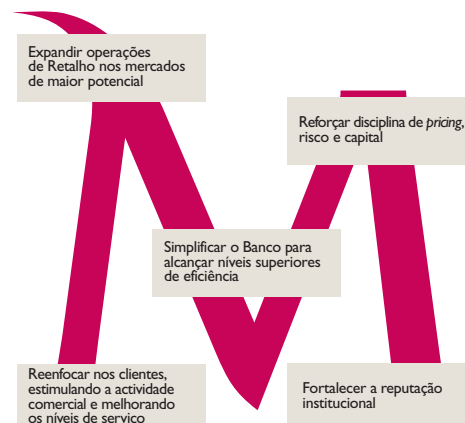 Expandir operações
de Retalho nos mercados
de maior potencial
Reforçar disciplina de pricing,
risco e capital
Simplificar o Banco para
alcançar níveis superiores
de eficiência
Reenfocar nos clientes,
estimulando a actividade
comercial e melhorando
os níveis de serviço
Fortalecer a reputação
institucional